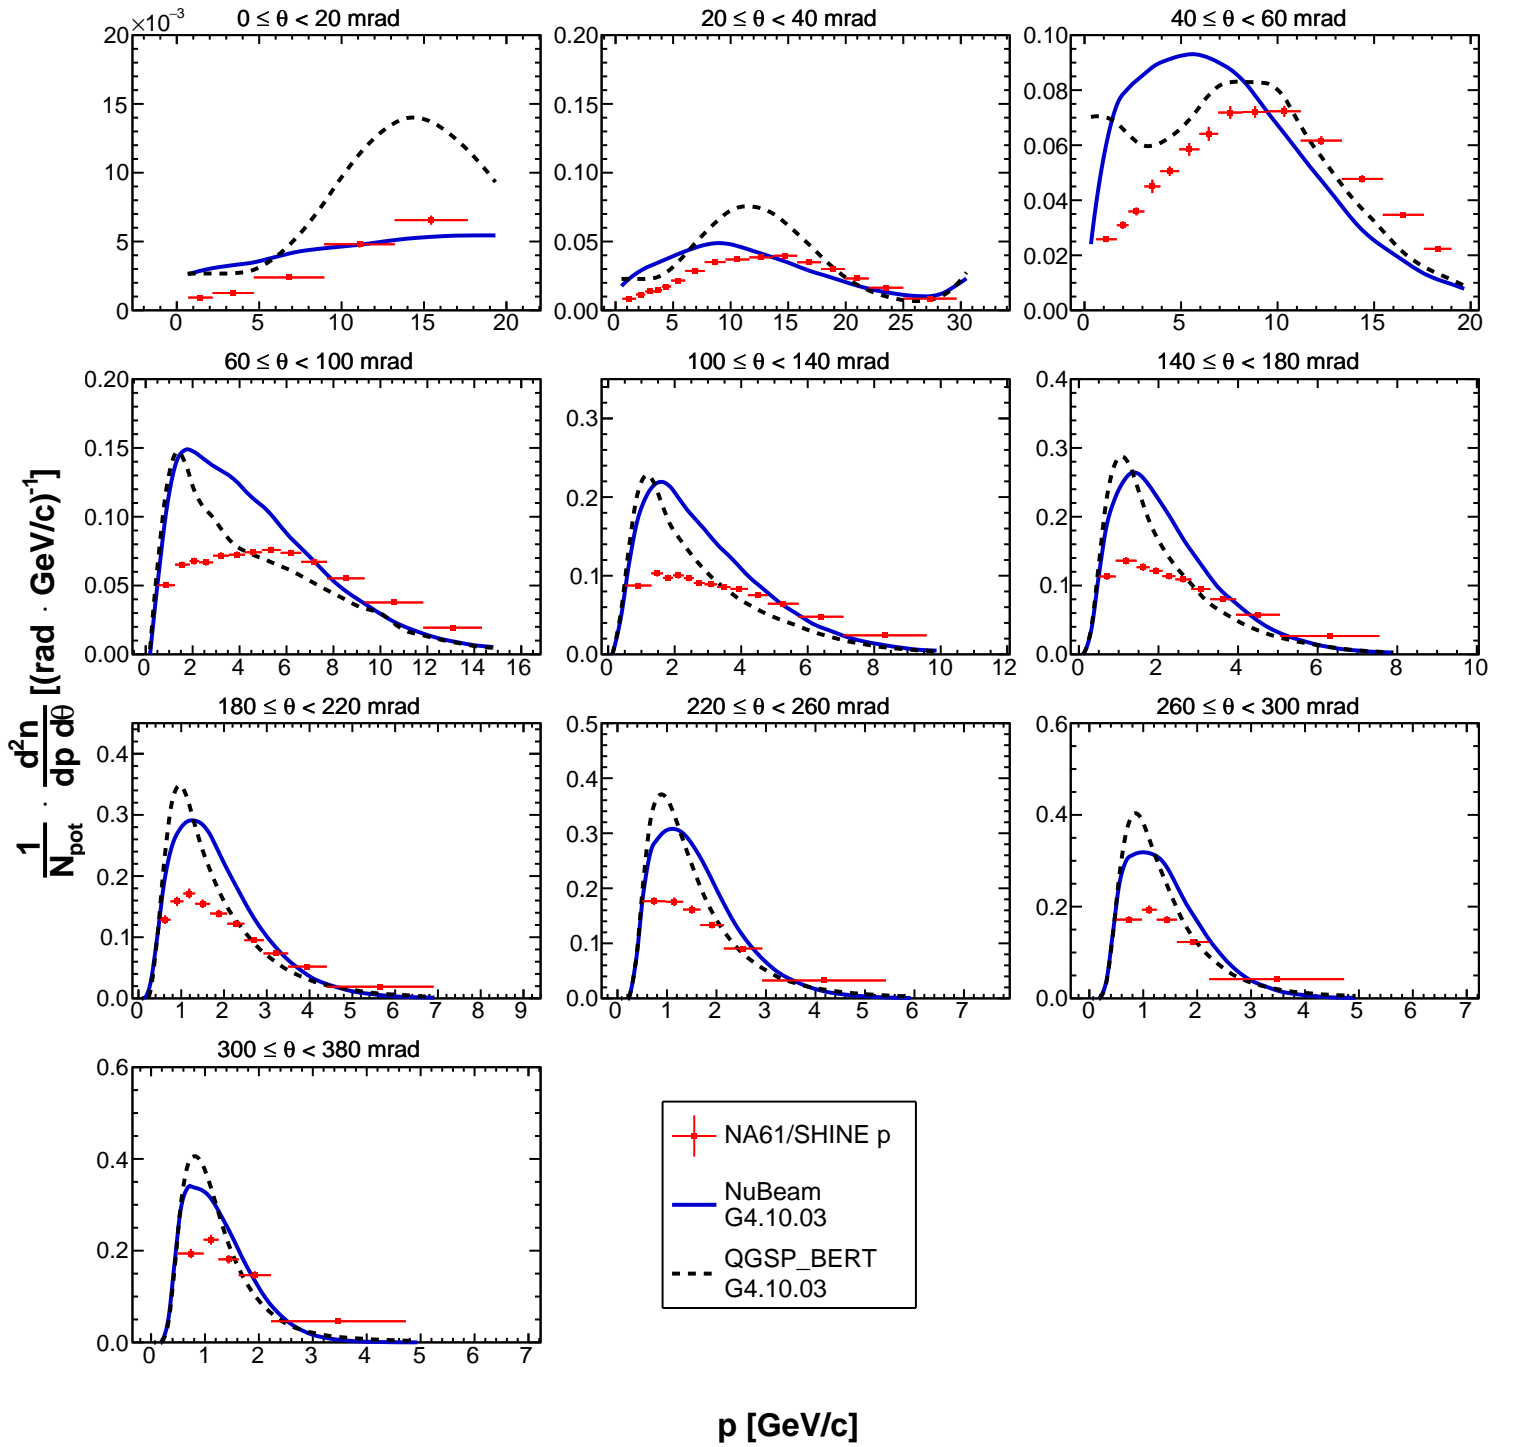 0 ≤ θ < 20 mrad
20 ≤ θ < 40 mrad
40 ≤ θ < 60 mrad
20 ×10⁻³
15
10
5
0
0 5 10 15 20
0.20
0.15
0.10
0.05
0.00
0 5 10 15 20 25 30
0.10
0.08
0.06
0.04
0.02
0.00
0 5 10 15 20
60 ≤ θ < 100 mrad
100 ≤ θ < 140 mrad
140 ≤ θ < 180 mrad
0.20
0.15
0.10
0.05
0.00
0 2 4 6 8 10 12 14 16
0.3
0.2
0.1
0.0
0 2 4 6 8 10 12
0.4
0.3
0.2
0.1
0.0
0 2 4 6 8 10
180 ≤ θ < 220 mrad
220 ≤ θ < 260 mrad
260 ≤ θ < 300 mrad
0.4
0.3
0.2
0.1
0.0
0 1 2 3 4 5 6 7 8 9
0.5
0.4
0.3
0.2
0.1
0.0
0 1 2 3 4 5 6 7
0.6
0.4
0.2
0.0
0 1 2 3 4 5 6 7
300 ≤ θ < 380 mrad
0.6
0.4
0.2
0.0
0 1 2 3 4 5 6 7
NA61/SHINE p
NuBeam
G4.10.03
QGSP_BERT
G4.10.03
1/N_pot · d²n/dp dθ [(rad · GeV/c)⁻¹]
p [GeV/c]